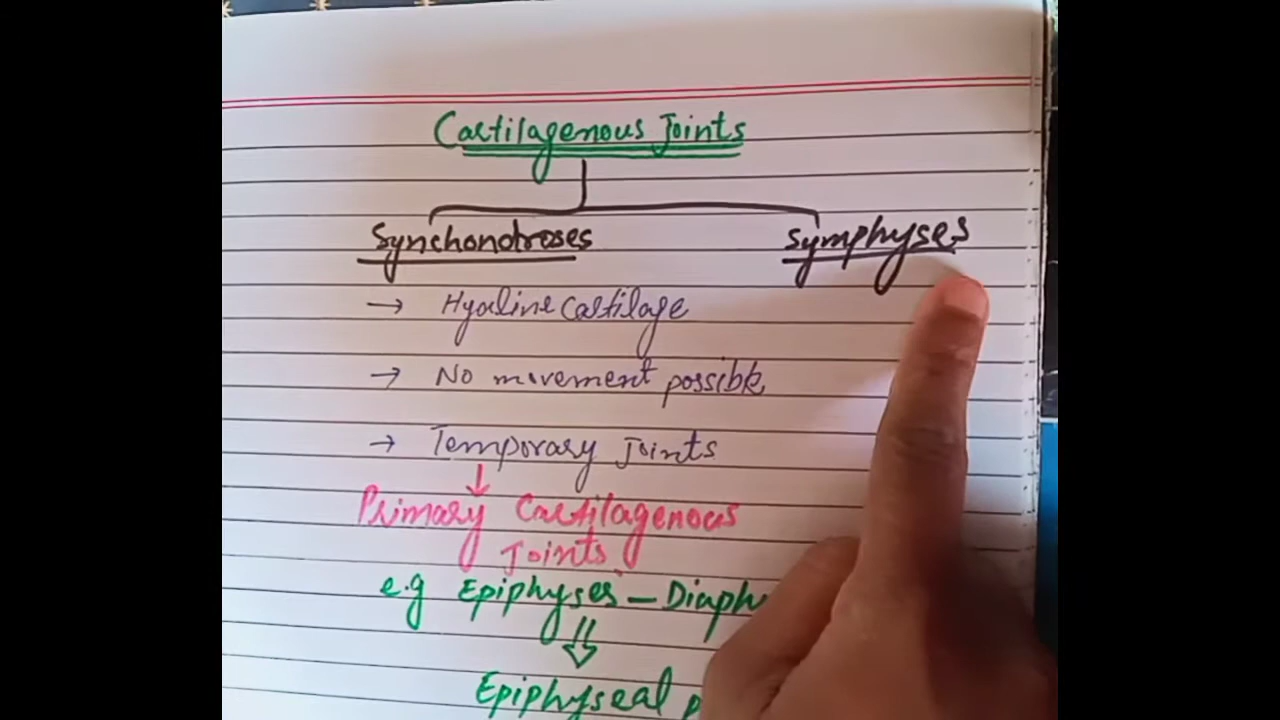 Cartilagenous Joints
Synchondroses Symphyses
→ Hyaline Cartilage
→ No movement possible
→ Temporary Joints
Primary Cartilagenous
Joints.
e.g Epiphyses - Diaph
Epiphyseal p